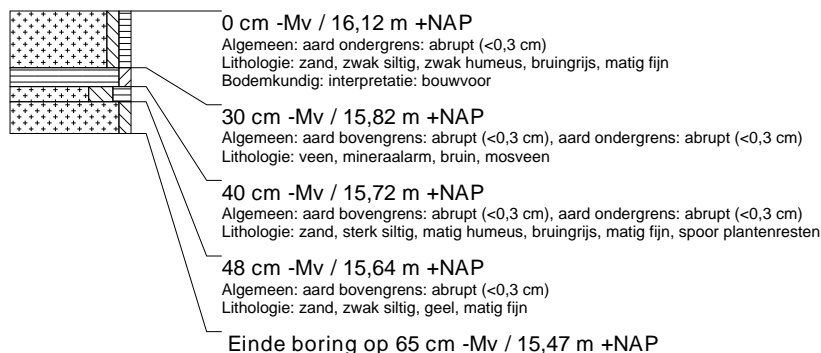 0 cm -Mv / 16,12 m +NAP
Algemeen: aard ondergrens: abrupt (<0,3 cm)
Lithologie: zand, zwak siltig, zwak humeus, bruingrijs, matig fijn
Bodemkundig: interpretatie: bouwvoor
30 cm -Mv / 15,82 m +NAP
Algemeen: aard bovengrens: abrupt (<0,3 cm), aard ondergrens: abrupt (<0,3 cm)
Lithologie: veen, mineraalarm, bruin, mosveen
40 cm -Mv / 15,72 m +NAP
Algemeen: aard bovengrens: abrupt (<0,3 cm), aard ondergrens: abrupt (<0,3 cm)
Lithologie: zand, sterk siltig, matig humeus, bruingrijs, matig fijn, spoor plantenresten
48 cm -Mv / 15,64 m +NAP
Algemeen: aard bovengrens: abrupt (<0,3 cm)
Lithologie: zand, zwak siltig, geel, matig fijn
Einde boring op 65 cm -Mv / 15,47 m +NAP